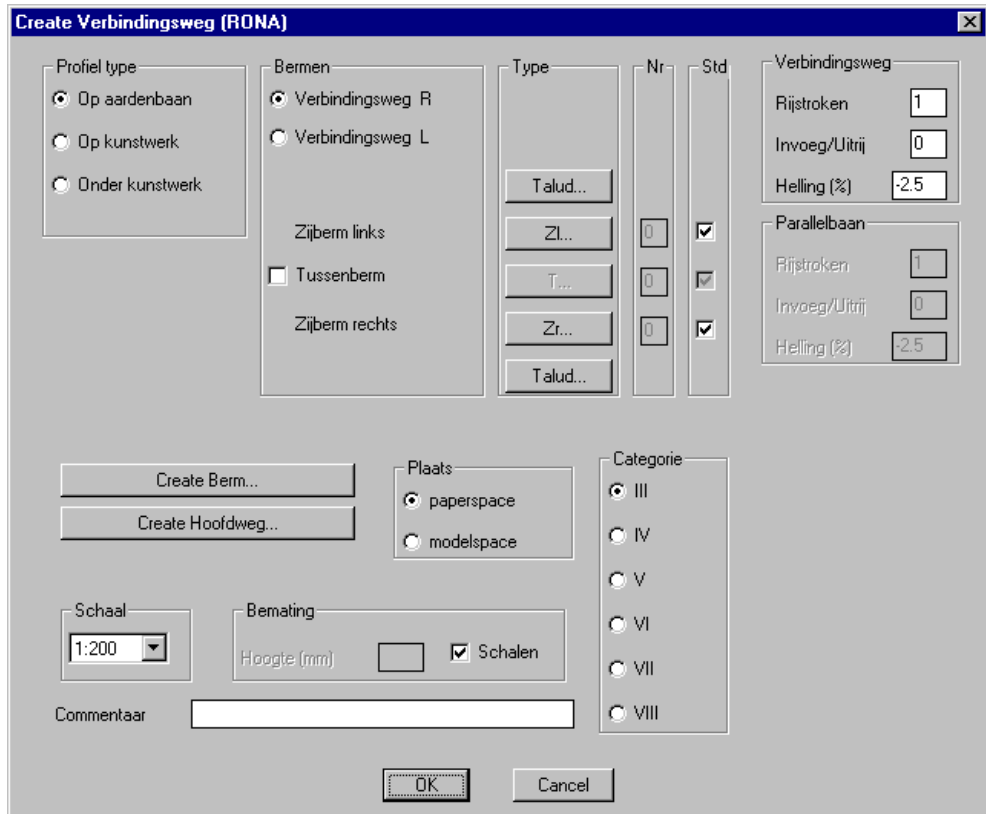 Create Verbindingsweg (RONA)
Profiel type
Op aardenbaan
Op kunstwerk
Onder kunstwerk
Bermen
Verbindingsweg R
Verbindingsweg L
Zijberm links
Tussenberm
Zijberm rechts
Type
Talud...
Zl...
T...
Zr...
Talud...
Nr
0
0
0
Std
Verbindingsweg
Rijstroken 1
Invoeg/Uitrij 0
Helling (%) -2.5
Parallelbaan
Rijstroken 1
Invoeg/Uitrij 0
Helling (%) -2.5
Create Berm...
Create Hoofdweg...
Plaats
paperspace
modelspace
Categorie
III
IV
V
VI
VII
VIII
Schaal
1:200
Bemating
Hoogte (mm)
Schalen
Commentaar
OK
Cancel